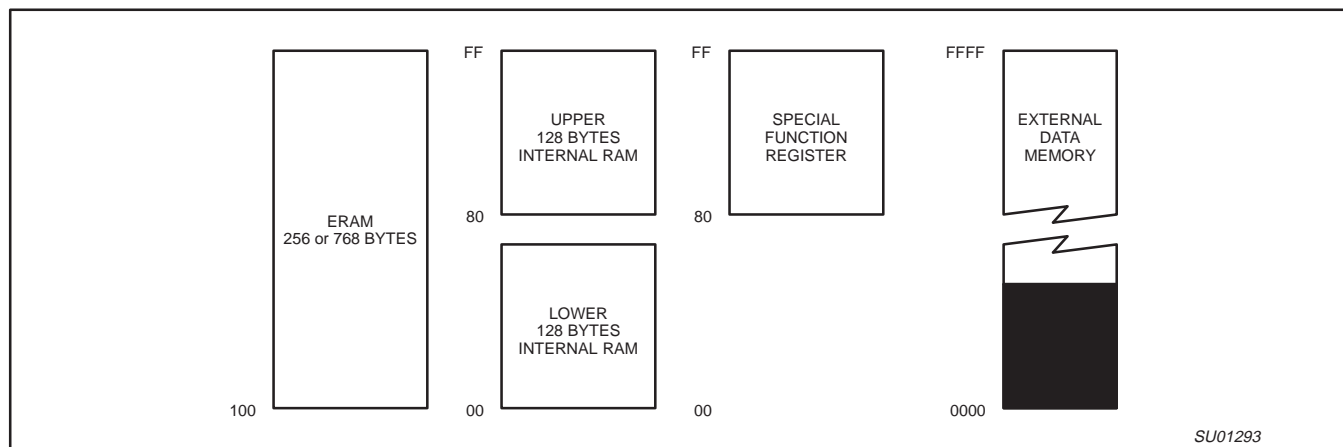 FF
FF
FFFF
UPPER
128 BYTES
INTERNAL RAM
SPECIAL
FUNCTION
REGISTER
EXTERNAL
DATA
MEMORY
ERAM
256 or 768 BYTES
80
80
LOWER
128 BYTES
INTERNAL RAM
100
00
00
0000
SU01293